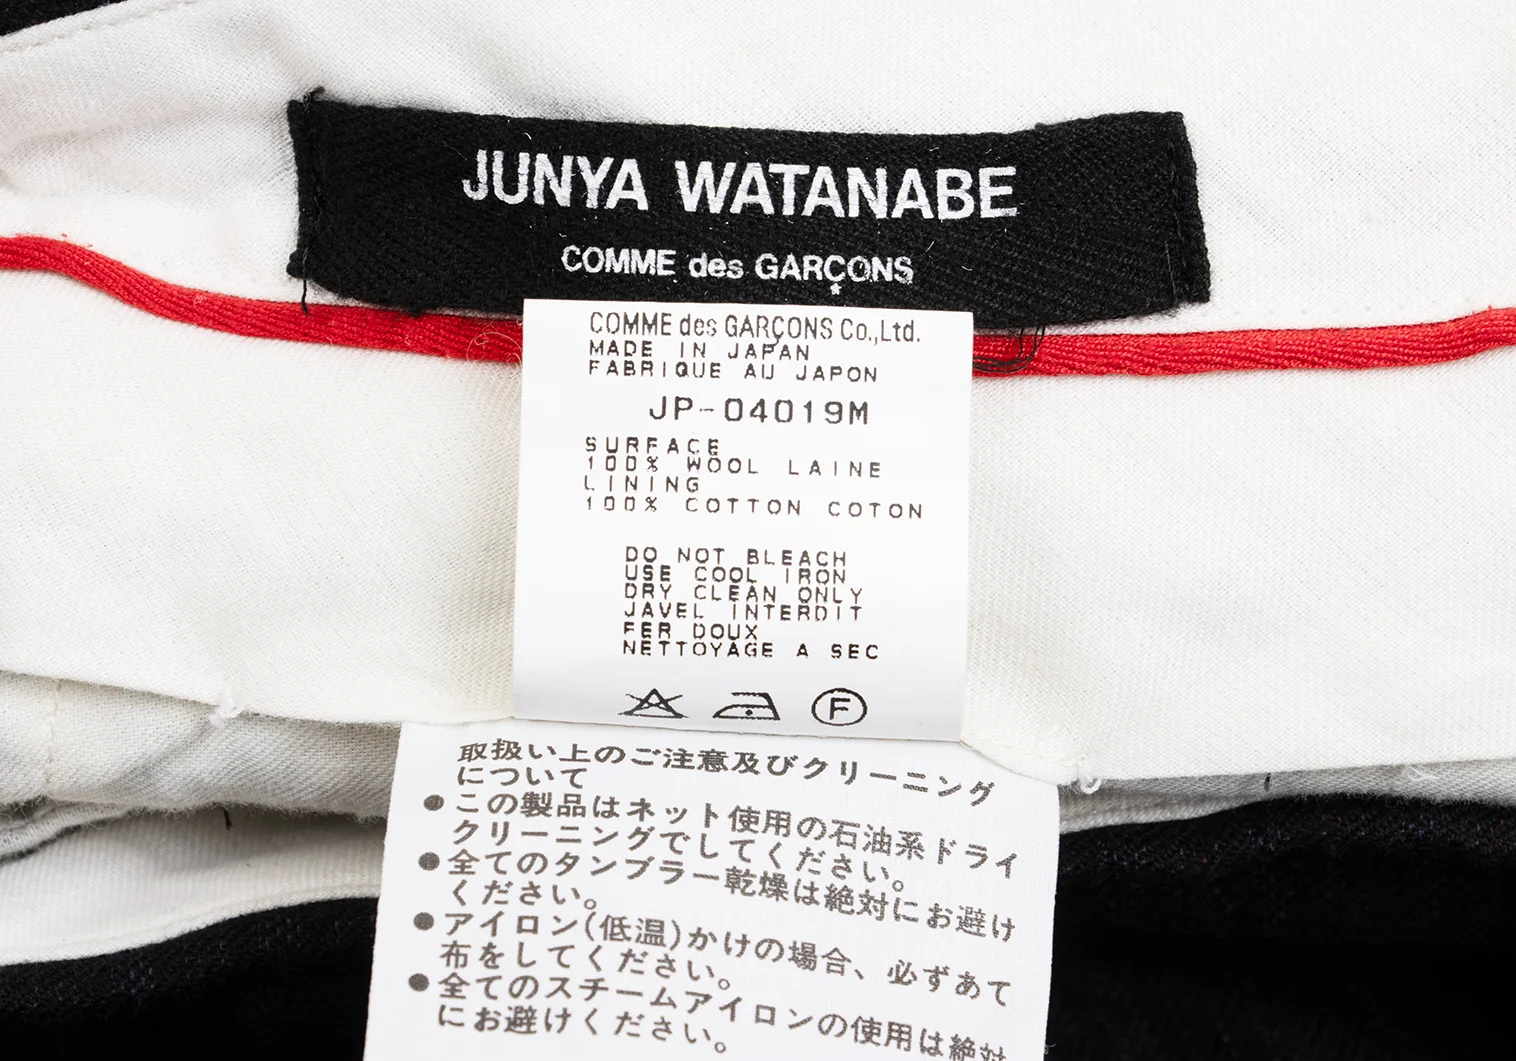 JUNYA WATANABE
COMME des GARÇONS
COMME des GARÇONS Co.,Ltd.
MADE IN JAPAN
FABRIQUE AU JAPON
JP-04019M
SURFACE
100% WOOL LAINE
LINING
100% COTTON COTON
DO NOT BLEACH
USE COOL IRON
DRY CLEAN ONLY
JAVEL INTERDIT
FER DOUX
NETTOYAGE A SEC
F
取扱い上のご注意及びクリーニング
について
●この製品はネット使用の石油系ドライ
クリーニングでしてください。
●全てのタンブラー乾燥は絶対にお避け
ください。
●アイロン(低温)かけの場合、必ずあて
布をしてください。
●全てのスチームアイロンの使用は絶対
にお避けください。